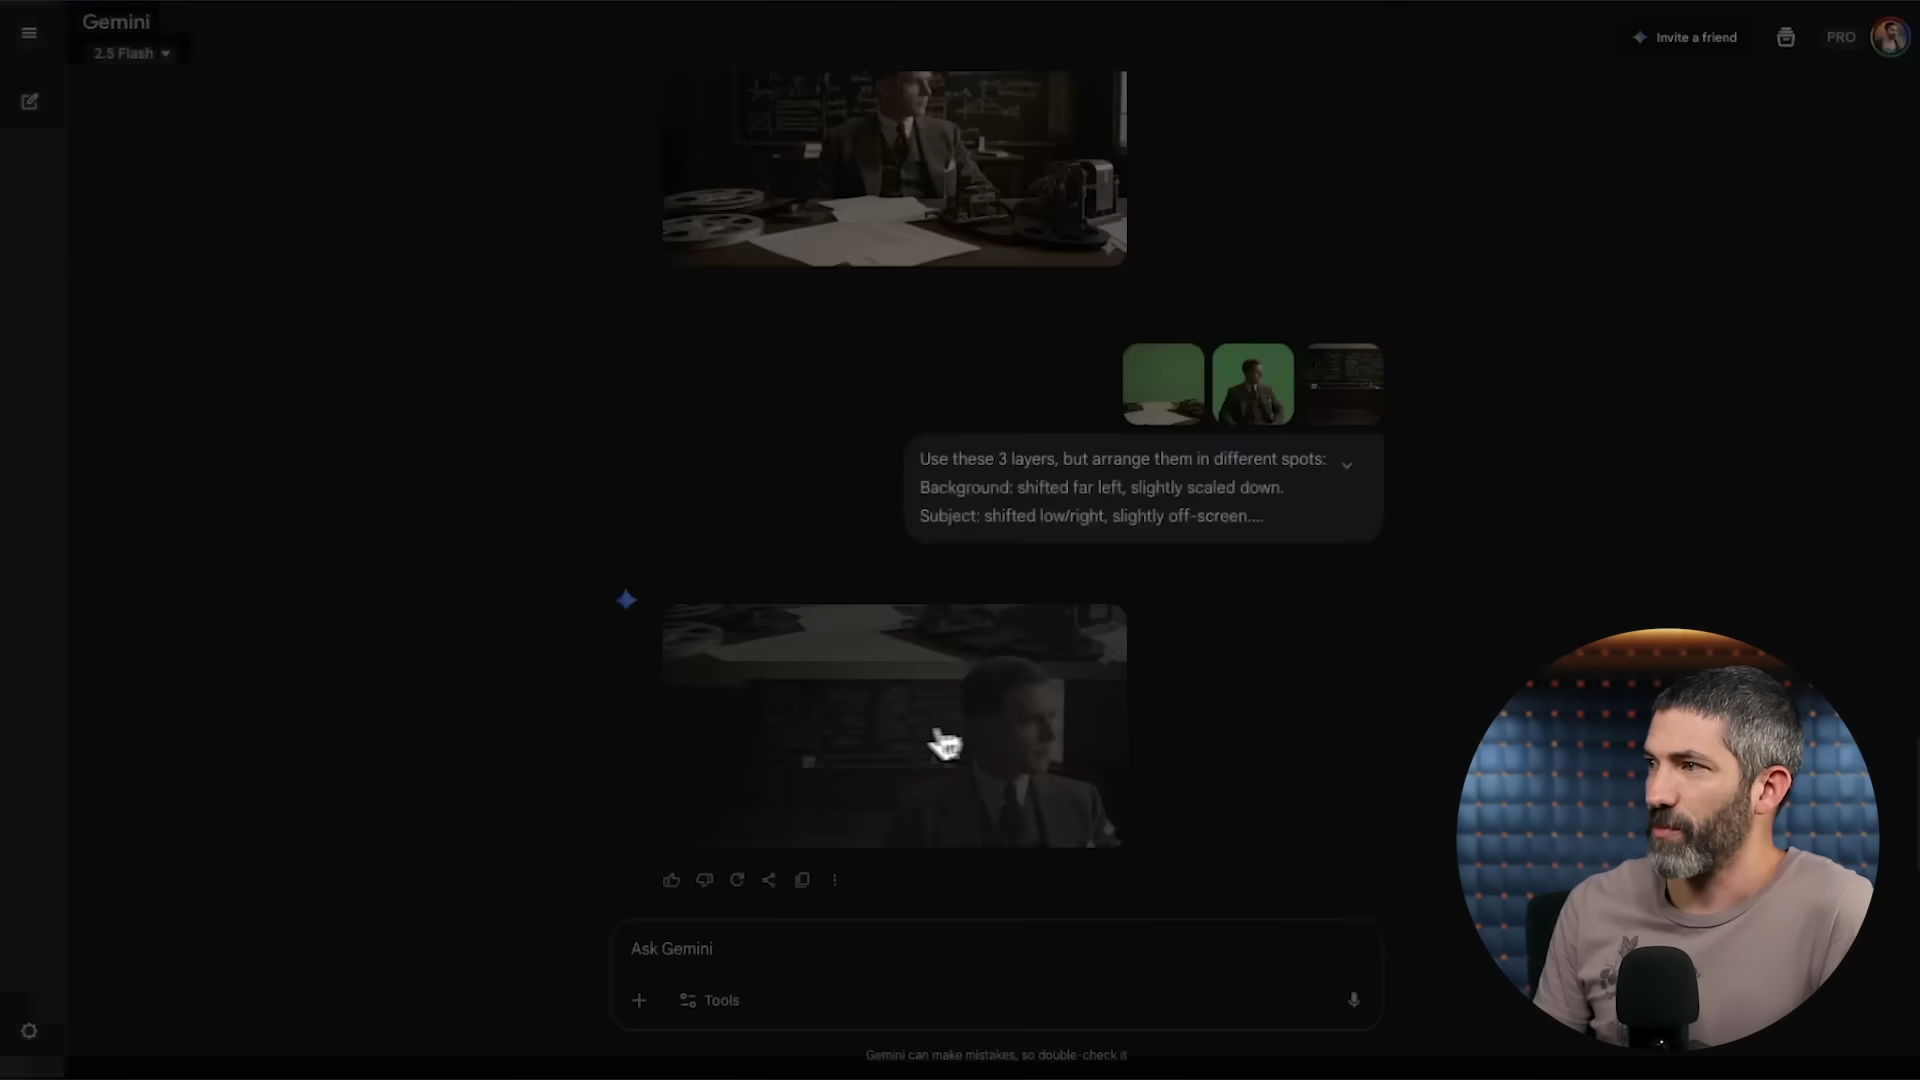 Gemini
2.5 Flash
Invite a friend
PRO
Use these 3 layers, but arrange them in different spots:
Background: shifted far left, slightly scaled down.
Subject: shifted low/right, slightly off-screen....
Ask Gemini
Tools
Gemini can make mistakes, so double-check it